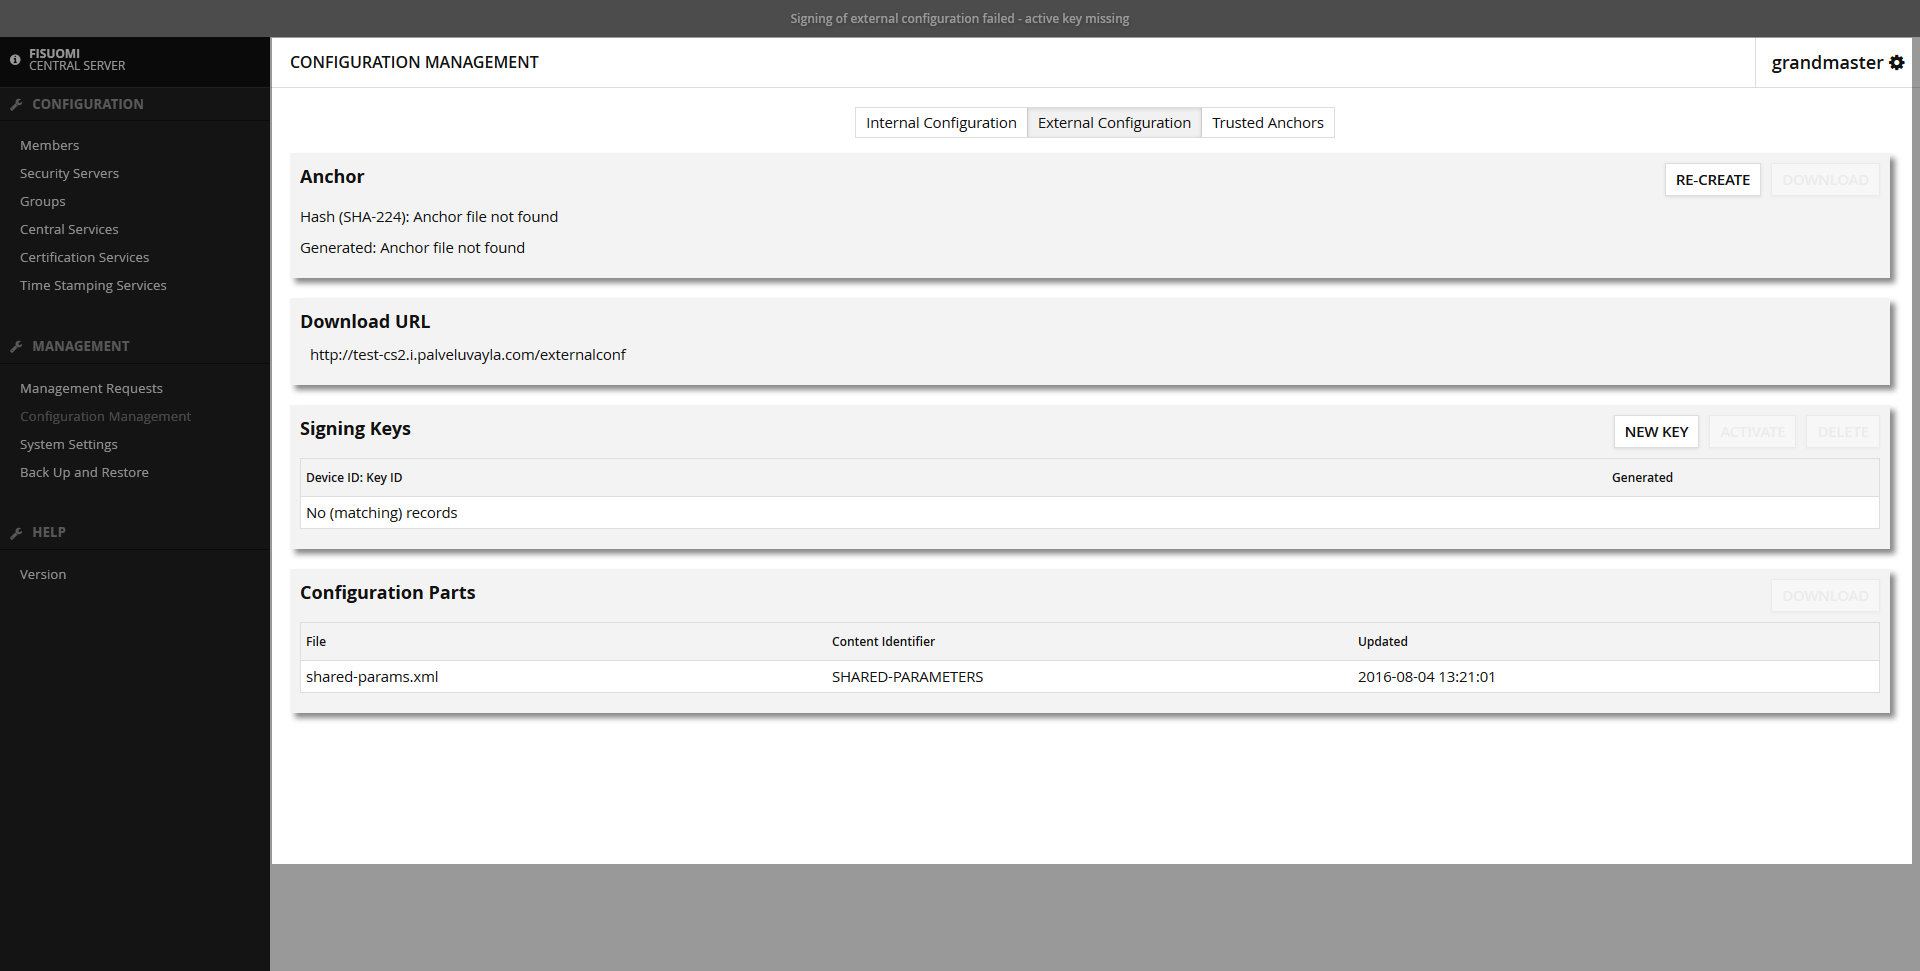 Signing of external configuration failed - active key missing
FISUOMI
CENTRAL SERVER
CONFIGURATION
Members
Security Servers
Groups
Central Services
Certification Services
Time Stamping Services
MANAGEMENT
Management Requests
Configuration Management
System Settings
Back Up and Restore
HELP
Version
CONFIGURATION MANAGEMENT
grandmaster
Internal Configuration External Configuration Trusted Anchors
Anchor
RE-CREATE DOWNLOAD
Hash (SHA-224): Anchor file not found
Generated: Anchor file not found
Download URL
http://test-cs2.i.palveluvayla.com/externalconf
Signing Keys
NEW KEY ACTIVATE DELETE
Device ID: Key ID Generated
No (matching) records
Configuration Parts
DOWNLOAD
File Content Identifier Updated
shared-params.xml SHARED-PARAMETERS 2016-08-04 13:21:01